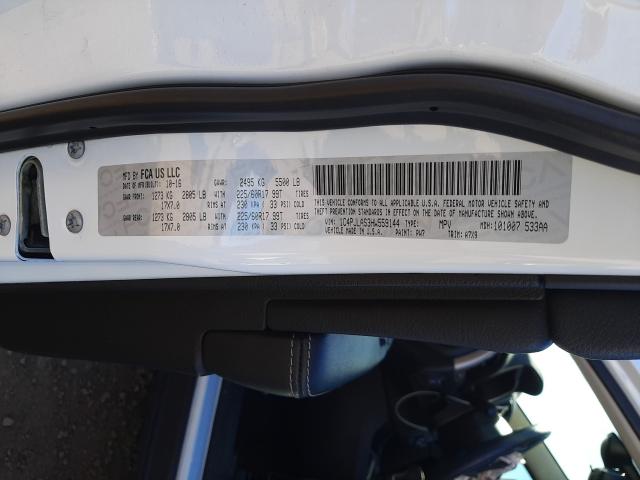 MFD BY FCA US LLC
DATE OF MFR (BUILT): 10-16 GVWR: 2495 KG 5500 LB
GAWR FRONT: 1273 KG 2805 LB WITH 225/60R17 99T TIRES
17X7.0 230 KPA 33 PSI COLD
GAWR REAR: 1273 KG 2805 LB WITH 225/60R17 99T TIRES
17X7.0 230 KPA 33 PSI COLD
THIS VEHICLE CONFORMS TO ALL APPLICABLE U.S.A. FEDERAL MOTOR VEHICLE SAFETY AND
THEFT PREVENTION STANDARDS IN EFFECT ON THE DATE OF MANUFACTURE SHOWN ABOVE.
VIN: 1C4PJLAS3HW559144 TYPE: MPV MDH: 101007 533AA
VEHICLE MADE IN U.S.A. PAINT: PW7 TRIM: A7X9